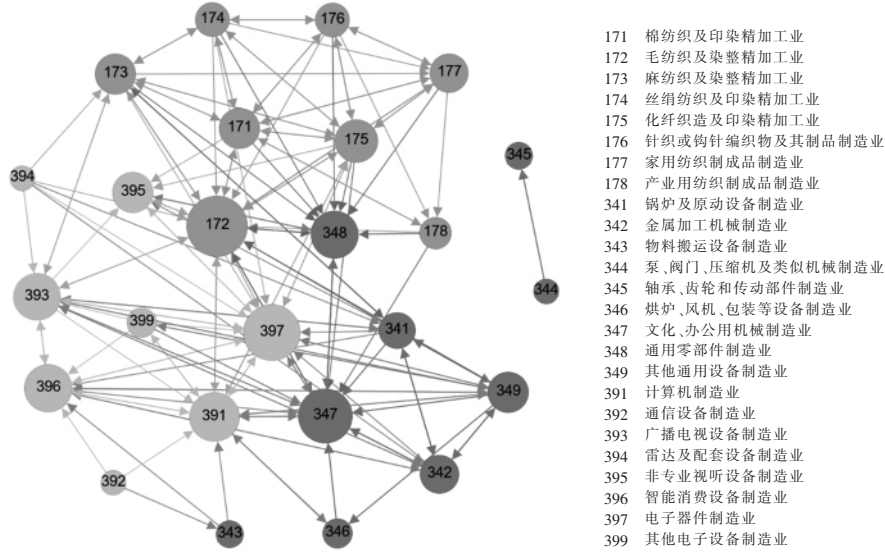 174
176
173
177
171
175
345
394
395
172
348
178
344
393
399
397
341
396
391
347
349
342
392
343
346
171 棉纺织及印染精加工业
172 毛纺织及染整精加工业
173 麻纺织及染整精加工业
174 丝绢纺织及印染精加工业
175 化纤织造及印染精加工业
176 针织或钩针编织物及其制品制造业
177 家用纺织制成品制造业
178 产业用纺织制成品制造业
341 锅炉及原动设备制造业
342 金属加工机械制造业
343 物料搬运设备制造业
344 泵、阀门、压缩机及类似机械制造业
345 轴承、齿轮和传动部件制造业
346 烘炉、风机、包装等设备制造业
347 文化、办公用机械制造业
348 通用零部件制造业
349 其他通用设备制造业
391 计算机制造业
392 通信设备制造业
393 广播电视设备制造业
394 雷达及配套设备制造业
395 非专业视听设备制造业
396 智能消费设备制造业
397 电子器件制造业
399 其他电子设备制造业